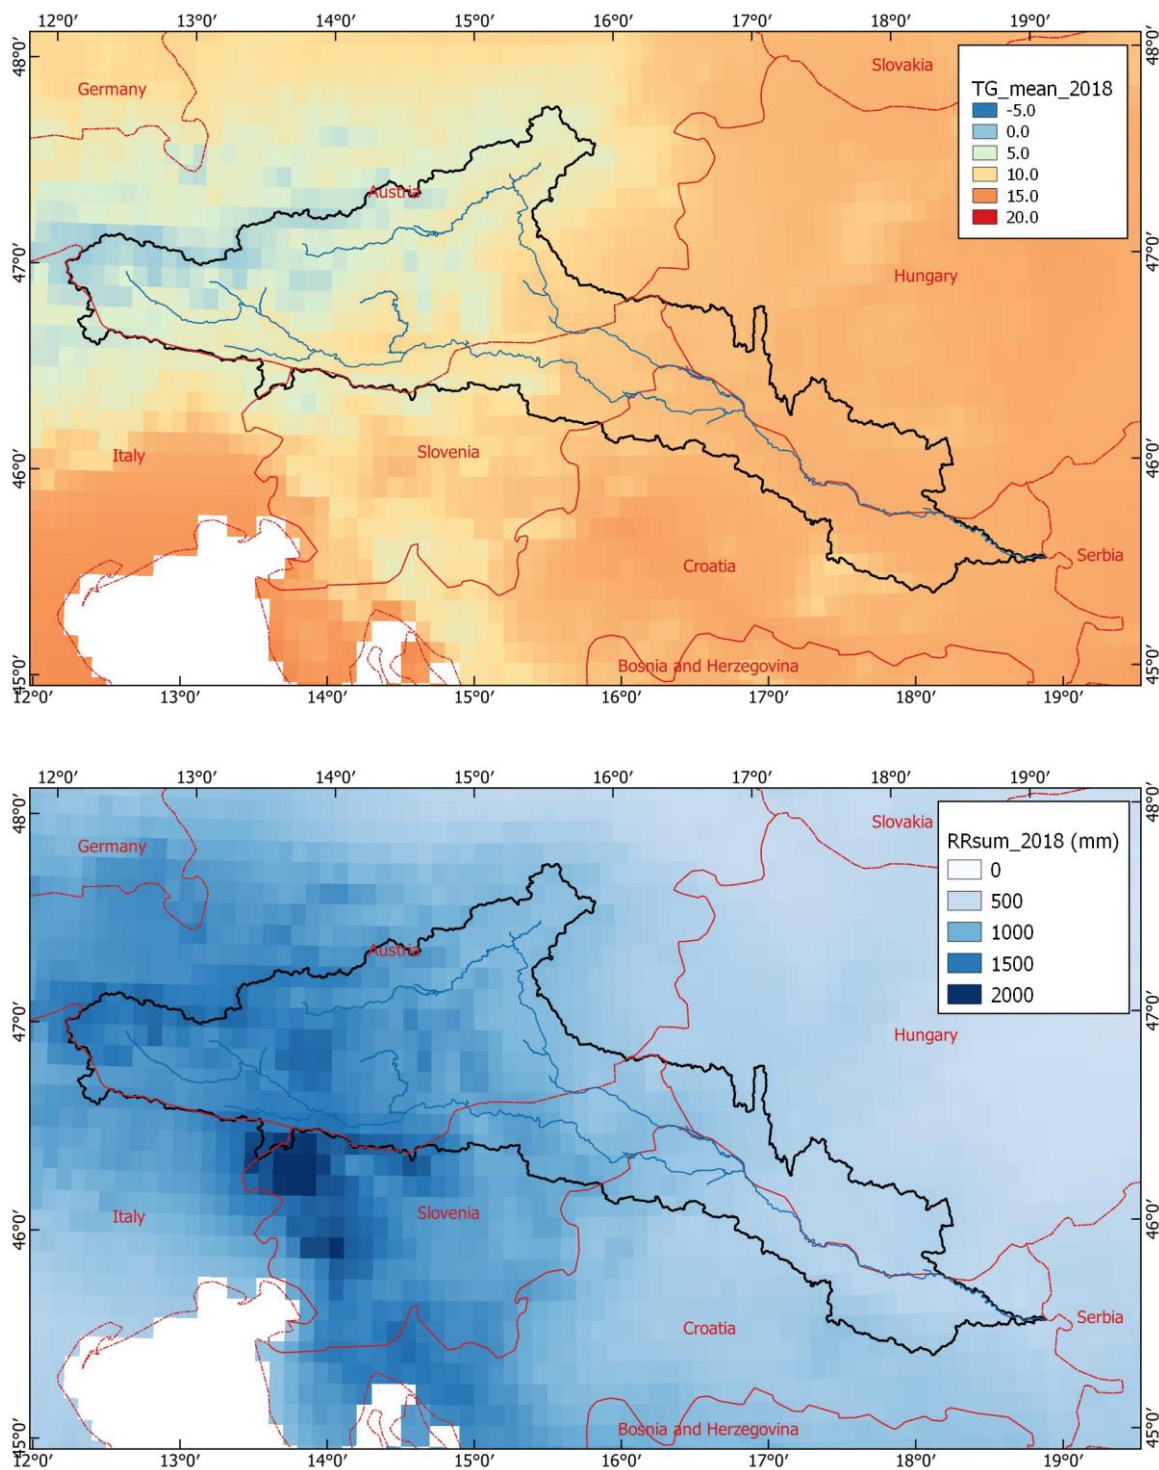 12°0′ 13°0′ 14°0′ 15°0′ 16°0′ 17°0′ 18°0′ 19°0′
48°0′ 48°0′
Germany
Slovakia
TG_mean_2018
-5.0
0.0
5.0
10.0
15.0
20.0
Austria
47°0′ 47°0′
Hungary
46°0′ 46°0′
Italy
Slovenia
Croatia
Serbia
Bosnia and Herzegovina
45°0′ 45°0′
12°0′ 13°0′ 14°0′ 15°0′ 16°0′ 17°0′ 18°0′ 19°0′
12°0′ 13°0′ 14°0′ 15°0′ 16°0′ 17°0′ 18°0′ 19°0′
48°0′ 48°0′
Germany
Slovakia
RRsum_2018 (mm)
0
500
1000
1500
2000
Austria
47°0′ 47°0′
Hungary
46°0′ 46°0′
Italy
Slovenia
Croatia
Serbia
Bosnia and Herzegovina
45°0′ 45°0′
12°0′ 13°0′ 14°0′ 15°0′ 16°0′ 17°0′ 18°0′ 19°0′